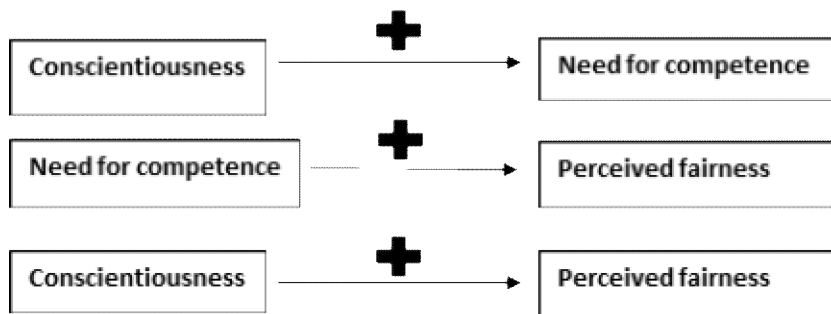 Conscientiousness
Need for competence
Need for competence
Perceived fairness
Conscientiousness
Perceived fairness